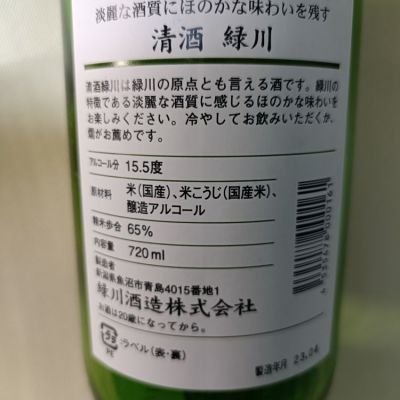 淡麗な酒質にほのかな味わいを残す
清酒 緑川
清酒緑川は緑川の原点とも言える酒です。緑川の
特徴である淡麗な酒質に感じるほのかな味わいを
お楽しみください。冷やしてお飲みいただくか、
燗がお薦めです。
アルコール分 15.5度
原材料 米(国産)、米こうじ(国産米)、
醸造アルコール
精米歩合 65%
内容量 720ml
製造者
新潟県魚沼市青島4015番地1
緑川酒造株式会社
お酒は20歳になってから。
プラ :ラベル(表・裏)
PE
製造年月 23.04